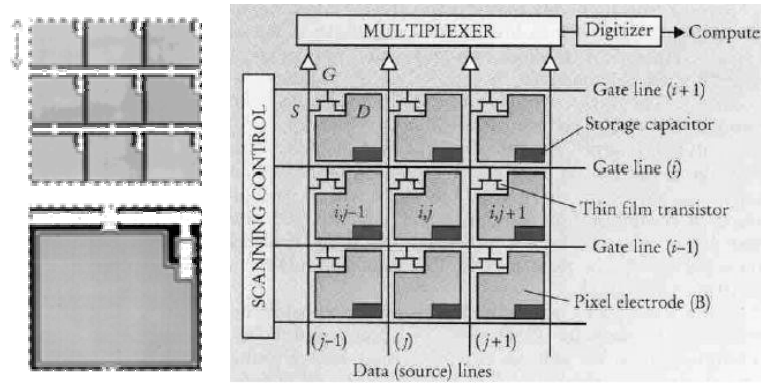 MULTIPLEXER
Digitizer
Compute
G
Gate line (i+1)
S
D
Storage capacitor
SCANNING CONTROL
Gate line (i)
i,j–1
i,j
i,j+1
Thin film transistor
Gate line (i–1)
Pixel electrode (B)
(j–1)
(j)
(j+1)
Data (source) lines